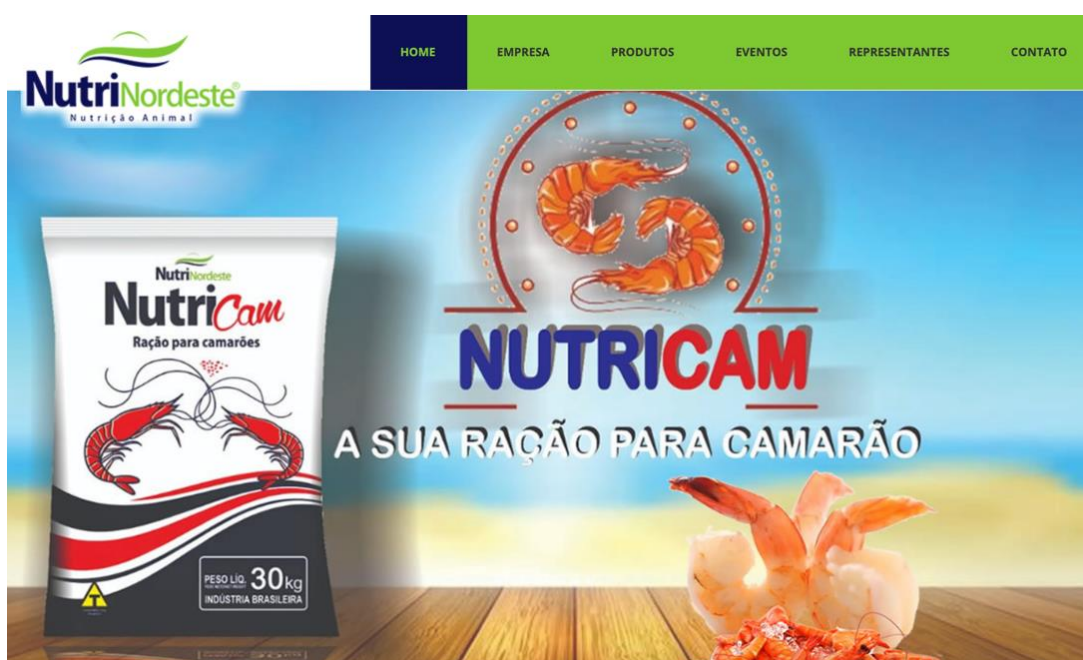 NutriNordeste®
Nutrição Animal
HOME EMPRESA PRODUTOS EVENTOS REPRESENTANTES CONTATO
NutriNordeste
NutriCam
Ração para camarões
PESO LÍQ. 30kg
INDÚSTRIA BRASILEIRA
T
NUTRICAM
A SUA RAÇÃO PARA CAMARÃO